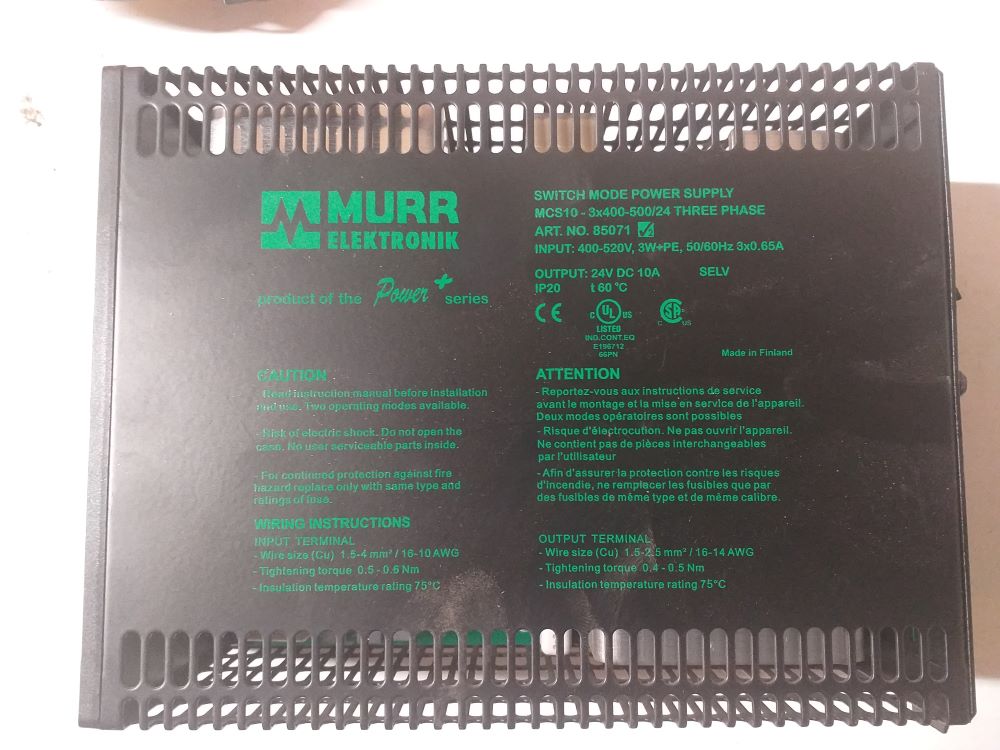 MURR
ELEKTRONIK
product of the Power+ series
SWITCH MODE POWER SUPPLY
MCS10 - 3x400-500/24 THREE PHASE
ART. NO. 85071
INPUT: 400-520V, 3W+PE, 50/60Hz 3x0.65A
OUTPUT: 24V DC 10A SELV
IP20 t 60 °C
CE c UL US c SA US
LISTED
IND.CONT.EQ
E196712
66PN
Made in Finland
CAUTION
- Read instruction manual before installation
and use. Two operating modes available.
- Risk of electric shock. Do not open the
case. No user serviceable parts inside.
- For continued protection against fire
hazard replace only with same type and
ratings of fuse.
ATTENTION
- Reportez-vous aux instructions de service
avant le montage et la mise en service de l'appareil.
Deux modes opératoires sont possibles
- Risque d'électrocution. Ne pas ouvrir l'appareil.
Ne contient pas de pièces interchangeables
par l'utilisateur
- Afin d'assurer la protection contre les risques
d'incendie, ne remplacer les fusibles que par
des fusibles de même type et de même calibre.
WIRING INSTRUCTIONS
INPUT TERMINAL
- Wire size (Cu) 1.5-4 mm² / 16-10 AWG
- Tightening torque 0.5 - 0.6 Nm
- Insulation temperature rating 75°C
OUTPUT TERMINAL
- Wire size (Cu) 1.5-2.5 mm² / 16-14 AWG
- Tightening torque 0.4 - 0.5 Nm
- Insulation temperature rating 75°C